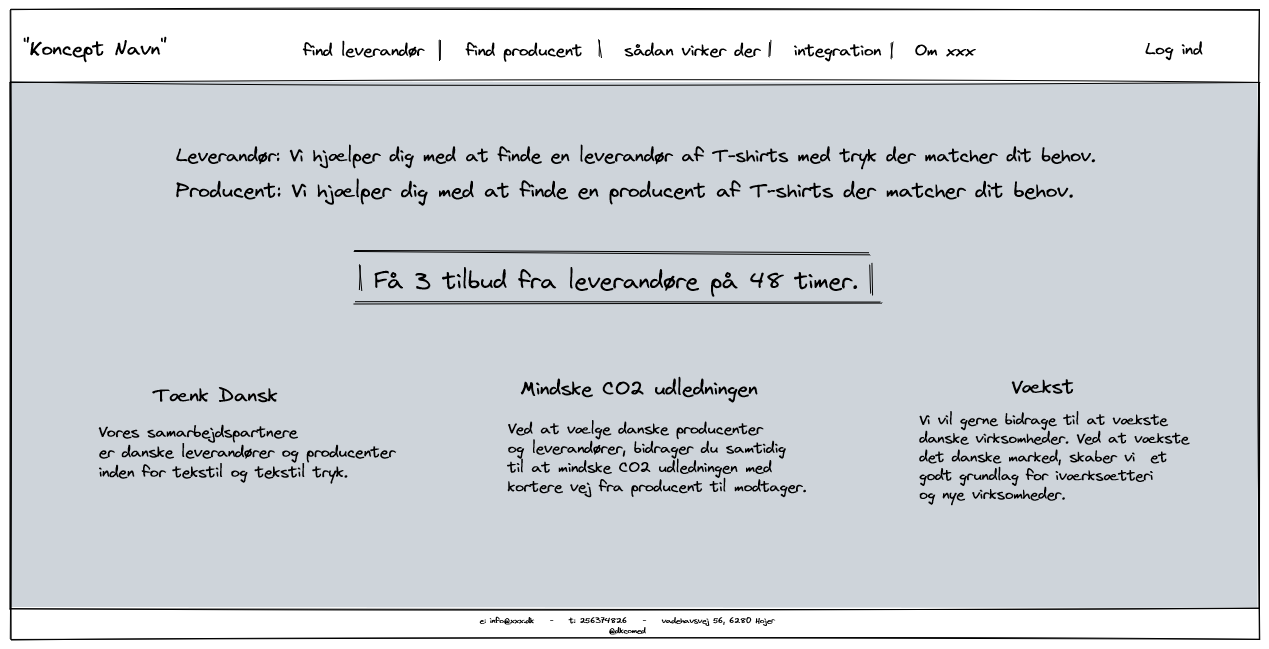 "Koncept Navn" find leverandør | find producent | sådan virker der | integration | Om xxx Log ind
Leverandør: Vi hjælper dig med at finde en leverandør af T-shirts med tryk der matcher dit behov.
Producent: Vi hjælper dig med at finde en producent af T-shirts der matcher dit behov.
| Få 3 tilbud fra leverandøre på 48 timer. |
Tænk Dansk
Vores samarbejdspartnere
er danske leverandører og producenter
inden for tekstil og tekstil tryk.
Mindske CO2 udledningen
Ved at vælge danske producenter
og leverandører, bidrager du samtidig
til at mindske CO2 udledningen med
kortere vej fra producent til modtager.
Vækst
Vi vil gerne bidrage til at vækste
danske virksomheder. Ved at vækste
det danske marked, skaber vi et
godt grundlag for iværksætteri
og nye virksomheder.
e: info@xxx.dk - t: 256374826 - vadehavsvej 56, 6280 Højer
@dkcomed